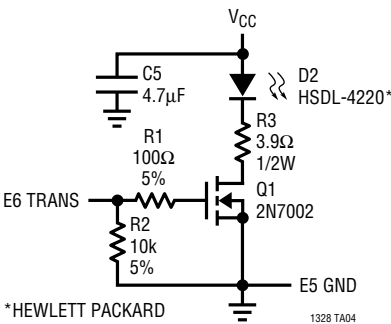 VCC
C5
4.7µF
D2
HSDL-4220*
R3
3.9Ω
1/2W
R1
100Ω
5%
Q1
2N7002
E6 TRANS
R2
10k
5%
E5 GND
*HEWLETT PACKARD
1328 TA04